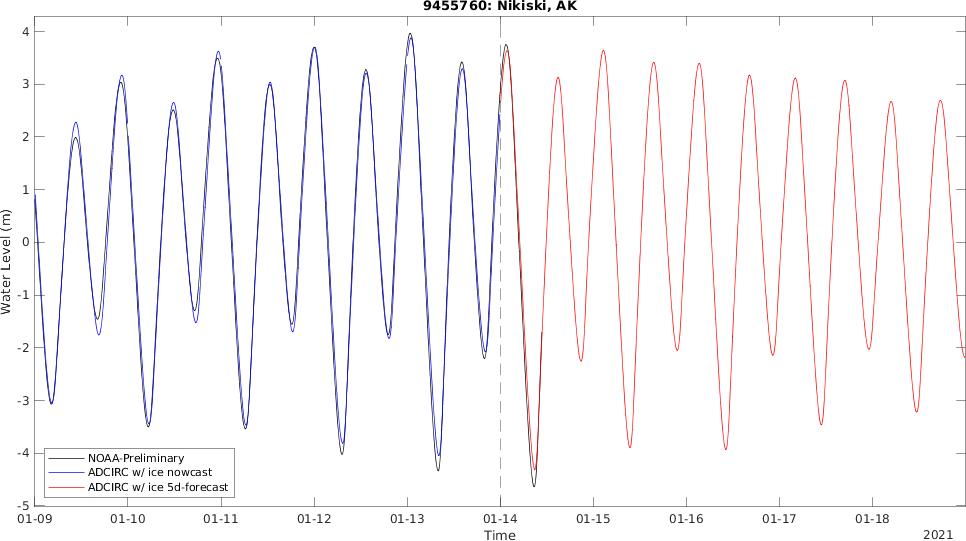 9455760: Nikiski, AK
4
3
2
1
0
-1
-2
-3
-4
-5
Water Level (m)
NOAA-Preliminary
ADCIRC w/ ice nowcast
ADCIRC w/ ice 5d-forecast
01-09 01-10 01-11 01-12 01-13 01-14 01-15 01-16 01-17 01-18
Time
2021